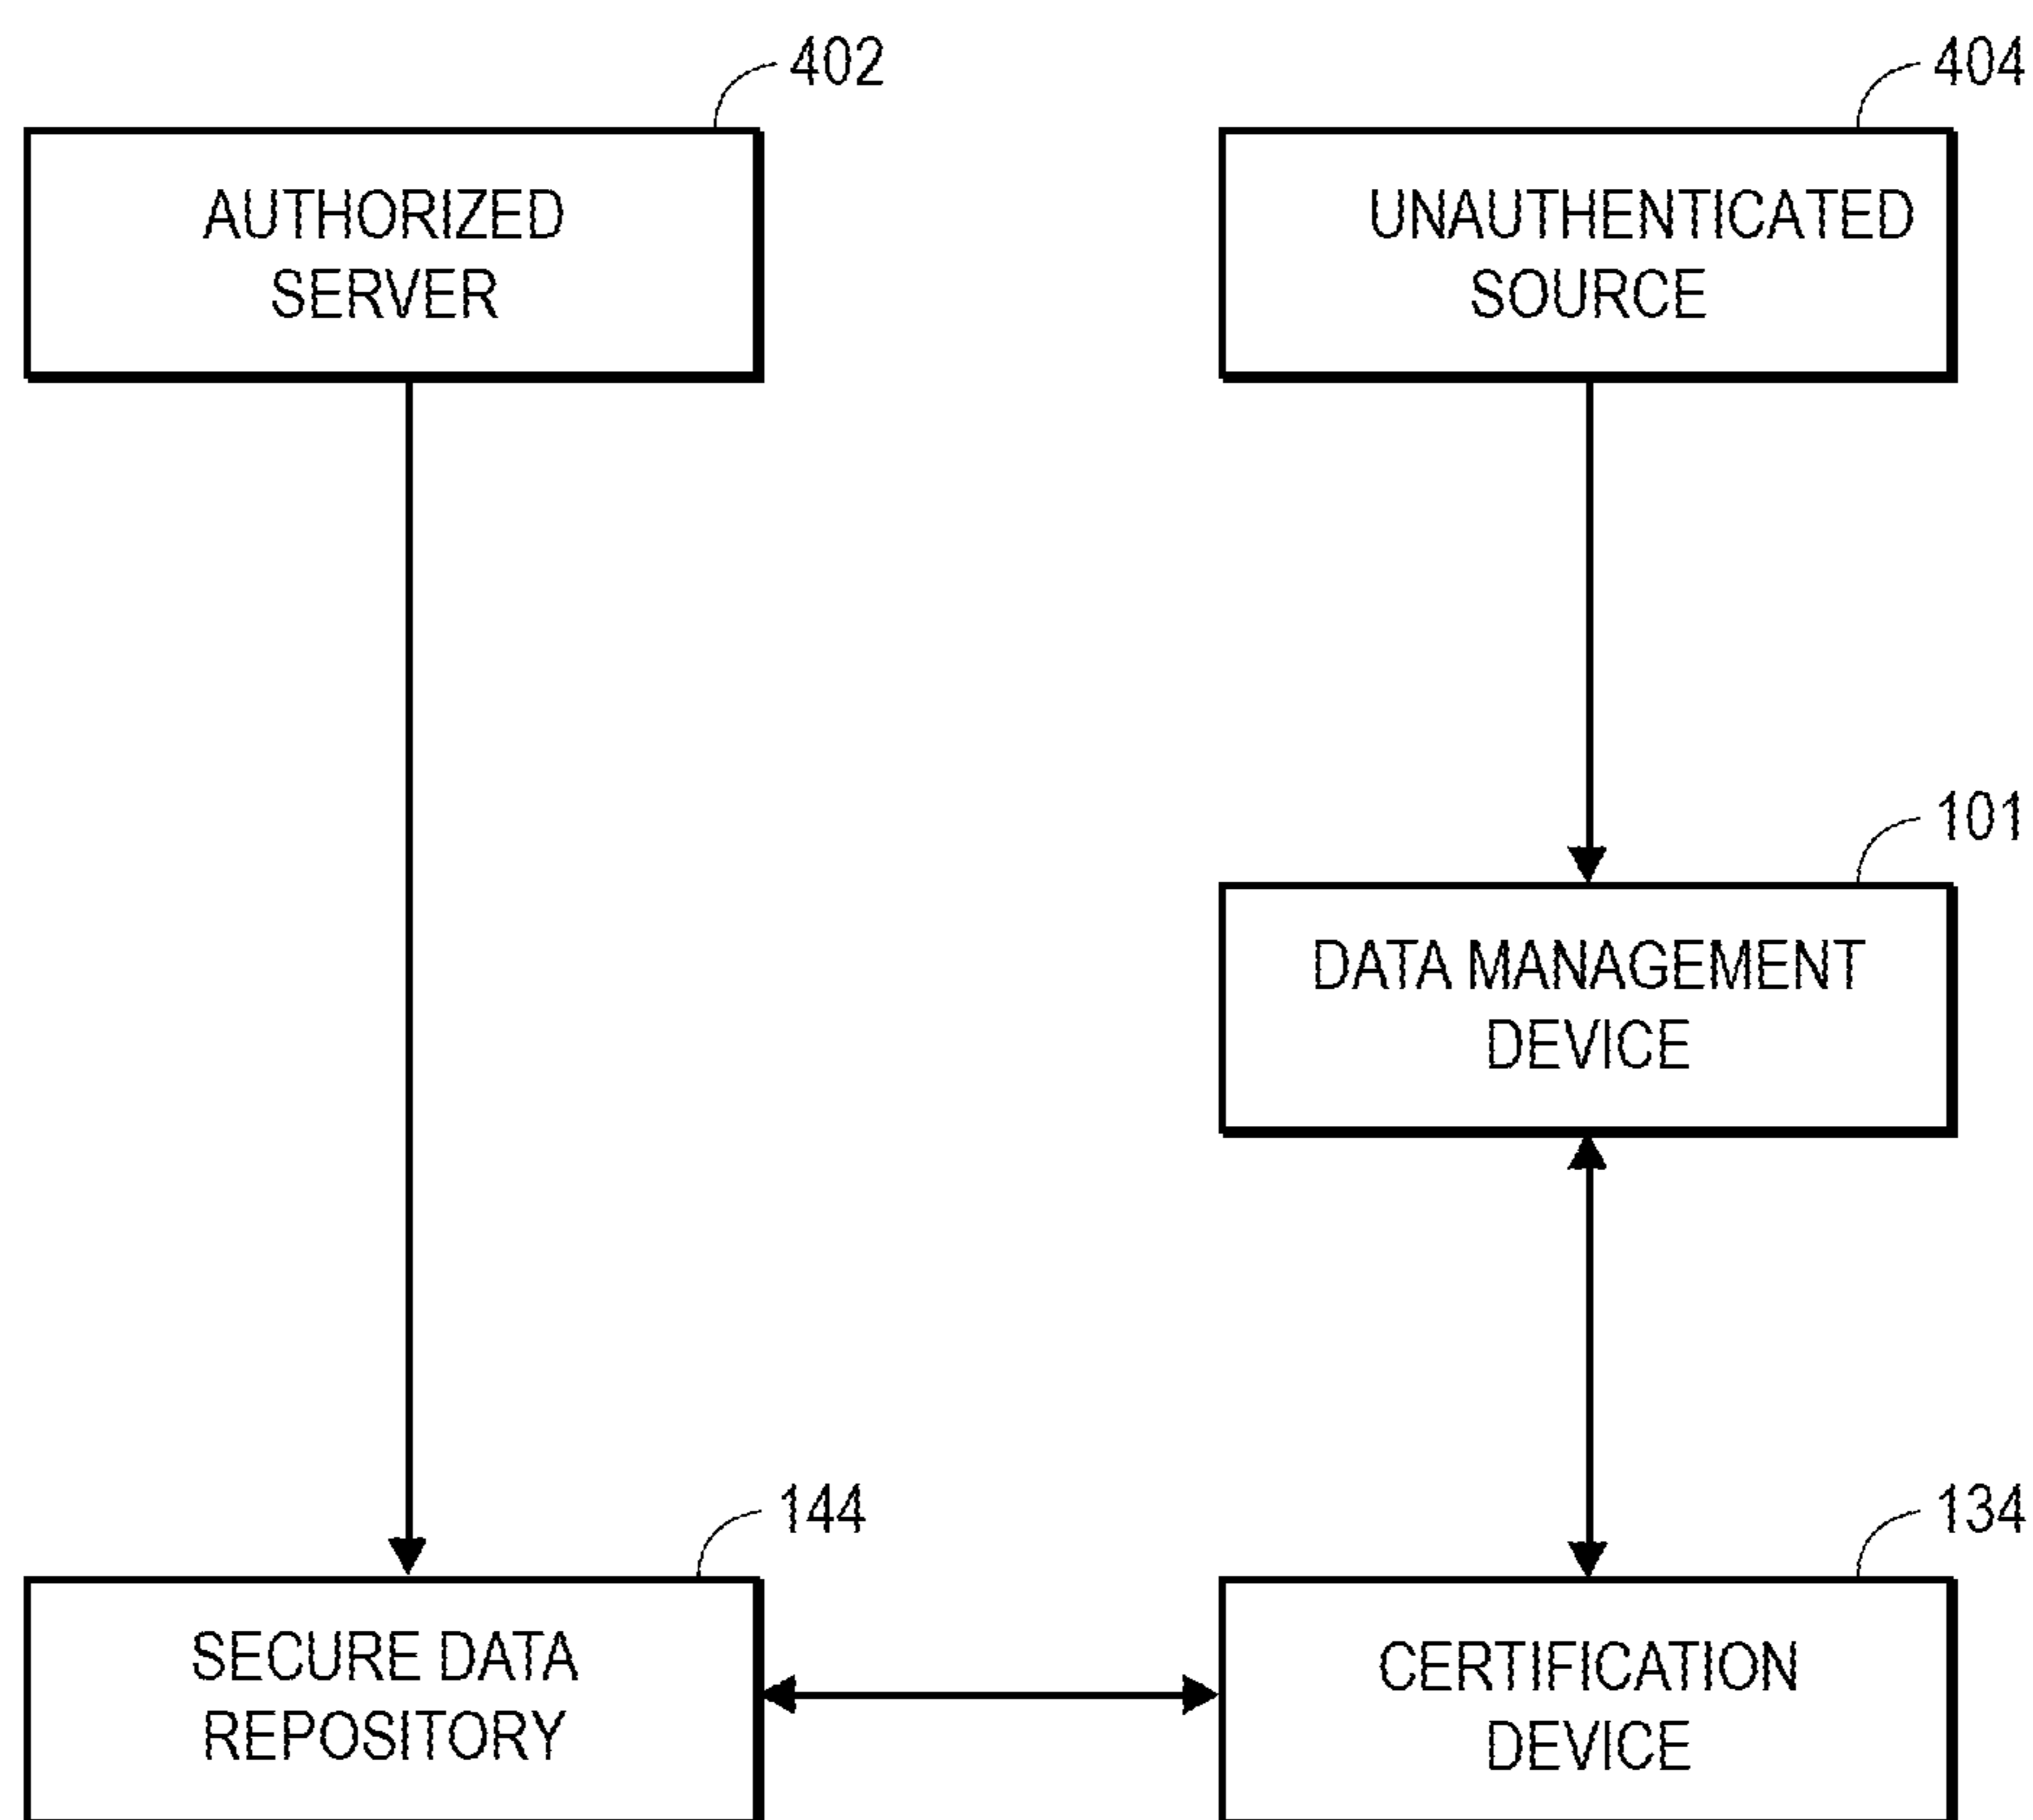 402
AUTHORIZED
SERVER
404
UNAUTHENTICATED
SOURCE
101
DATA MANAGEMENT
DEVICE
144
SECURE DATA
REPOSITORY
134
CERTIFICATION
DEVICE